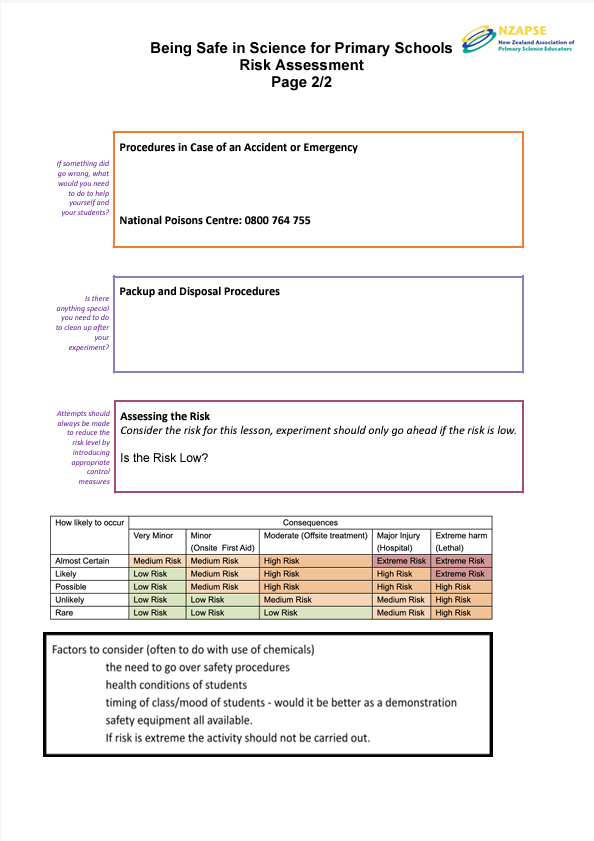 Being Safe in Science for Primary Schools
Risk Assessment
Page 2/2
NZAPSE
New Zealand Association of
Primary Science Educators
If something did
go wrong, what
would you need
to do to help
yourself and
your students?
Procedures in Case of an Accident or Emergency
National Poisons Centre: 0800 764 755
Is there
anything special
you need to do
to clean up after
your
experiment?
Packup and Disposal Procedures
Attempts should
always be made
to reduce the
risk level by
introducing
appropriate
control
measures
Assessing the Risk
Consider the risk for this lesson, experiment should only go ahead if the risk is low.
Is the Risk Low?
How likely to occur Consequences
Very Minor Minor Moderate (Offsite treatment) Major Injury Extreme harm
(Onsite First Aid) (Hospital) (Lethal)
Almost Certain Medium Risk Medium Risk High Risk Extreme Risk Extreme Risk
Likely Low Risk Medium Risk High Risk High Risk Extreme Risk
Possible Low Risk Medium Risk High Risk High Risk High Risk
Unlikely Low Risk Low Risk Medium Risk Medium Risk High Risk
Rare Low Risk Low Risk Low Risk Medium Risk High Risk
Factors to consider (often to do with use of chemicals)
the need to go over safety procedures
health conditions of students
timing of class/mood of students - would it be better as a demonstration
safety equipment all available.
If risk is extreme the activity should not be carried out.